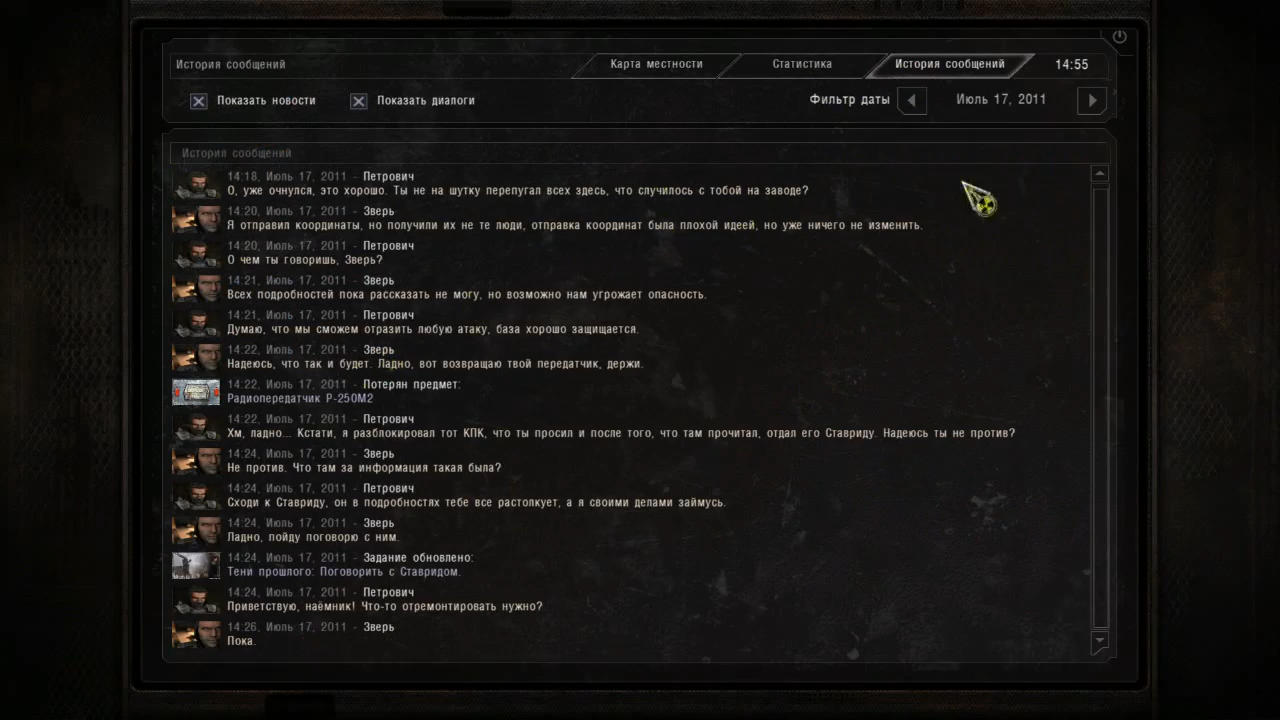 История сообщений
Карта местности
Статистика
История сообщений
14:55
Показать новости
Показать диалоги
Фильтр даты
Июль 17, 2011
История сообщений
14:18, Июль 17, 2011 - Петрович
О, уже очнулся, это хорошо. Ты не на шутку перепугал всех здесь, что случилось с тобой на заводе?
14:20, Июль 17, 2011 - Зверь
Я отправил координаты, но получили их не те люди, отправка координат была плохой идеей, но уже ничего не изменить.
14:20, Июль 17, 2011 - Петрович
О чем ты говоришь, Зверь?
14:21, Июль 17, 2011 - Зверь
Всех подробностей пока рассказать не могу, но возможно нам угрожает опасность.
14:21, Июль 17, 2011 - Петрович
Думаю, что мы сможем отразить любую атаку, база хорошо защищается.
14:22, Июль 17, 2011 - Зверь
Надеюсь, что так и будет. Ладно, вот возвращаю твой передатчик, держи.
14:22, Июль 17, 2011 - Потерян предмет:
Радиопередатчик Р-250М2
14:22, Июль 17, 2011 - Петрович
Хм, ладно... Кстати, я разблокировал тот КПК, что ты просил и после того, что там прочитал, отдал его Ставриду. Надеюсь ты не против?
14:24, Июль 17, 2011 - Зверь
Не против. Что там за информация такая была?
14:24, Июль 17, 2011 - Петрович
Сходи к Ставриду, он в подробностях тебе все растолкует, а я своими делами займусь.
14:24, Июль 17, 2011 - Зверь
Ладно, пойду поговорю с ним.
14:24, Июль 17, 2011 - Задание обновлено:
Тени прошлого: Поговорить с Ставридом.
14:24, Июль 17, 2011 - Петрович
Приветствую, наёмник! Что-то отремонтировать нужно?
14:26, Июль 17, 2011 - Зверь
Пока.